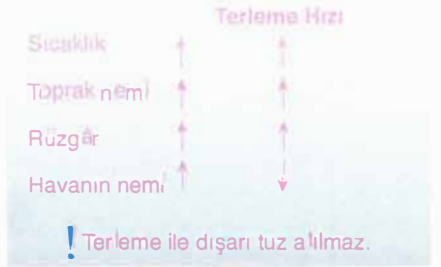 Terleme Hızı
Sıcaklık ↑ ↑
Toprak nemi ↑ ↑
Rüzgâr ↑ ↑
Havanın nemi ↑ ↓
! Terleme ile dışarı tuz atılmaz.